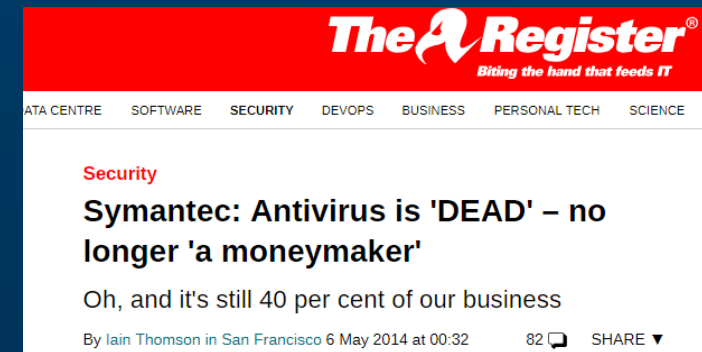 The Register®
Biting the hand that feeds IT
ATA CENTRE SOFTWARE SECURITY DEVOPS BUSINESS PERSONAL TECH SCIENCE
Security
Symantec: Antivirus is 'DEAD' – no
longer 'a moneymaker'
Oh, and it's still 40 per cent of our business
By Iain Thomson in San Francisco 6 May 2014 at 00:32 82 SHARE ▼